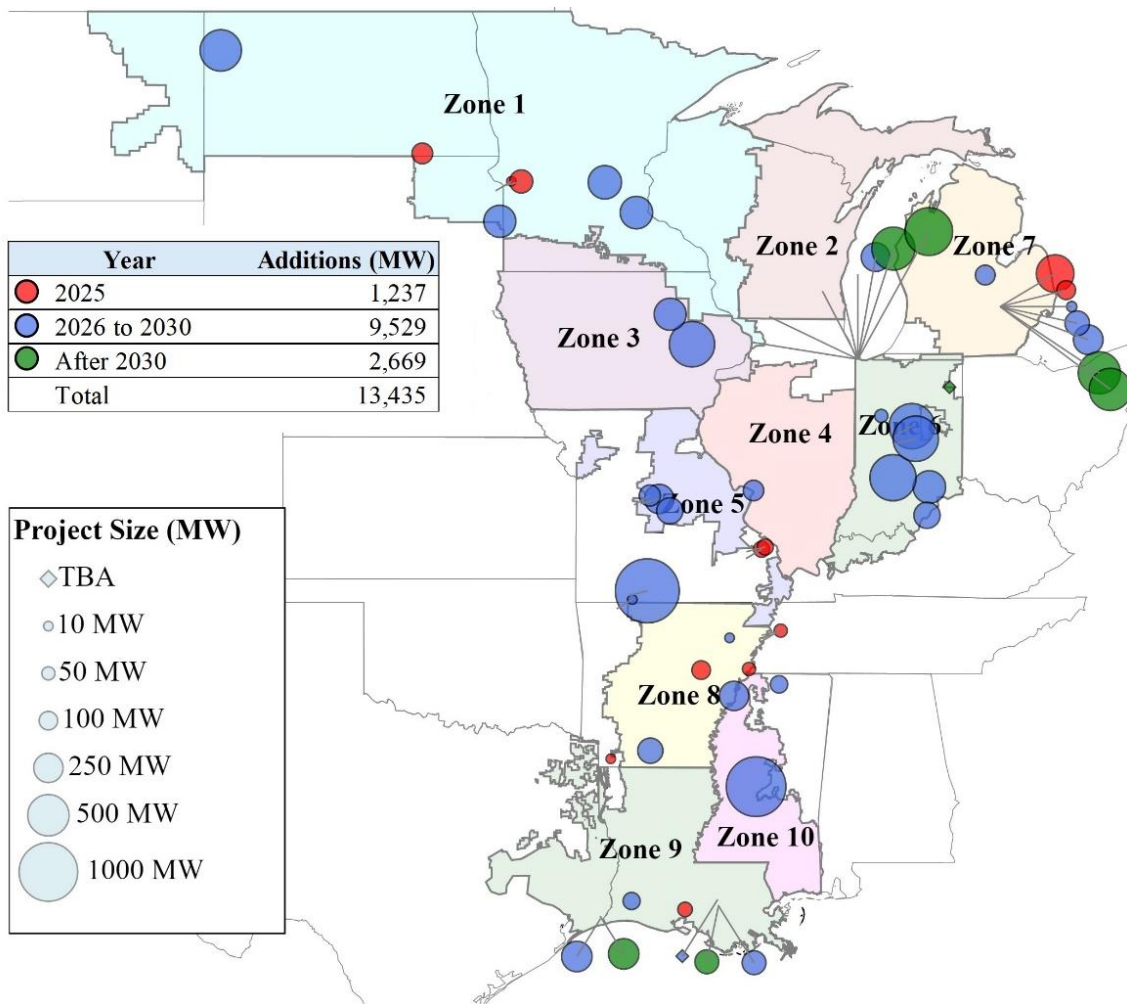 Zone 1
Zone 2
Zone 7
Year Additions (MW)
2025 1,237
2026 to 2030 9,529
After 2030 2,669
Total 13,435
Zone 3
Zone 4
Zone 6
Zone 5
Project Size (MW)
TBA
10 MW
50 MW
100 MW
250 MW
500 MW
1000 MW
Zone 8
Zone 9
Zone 10